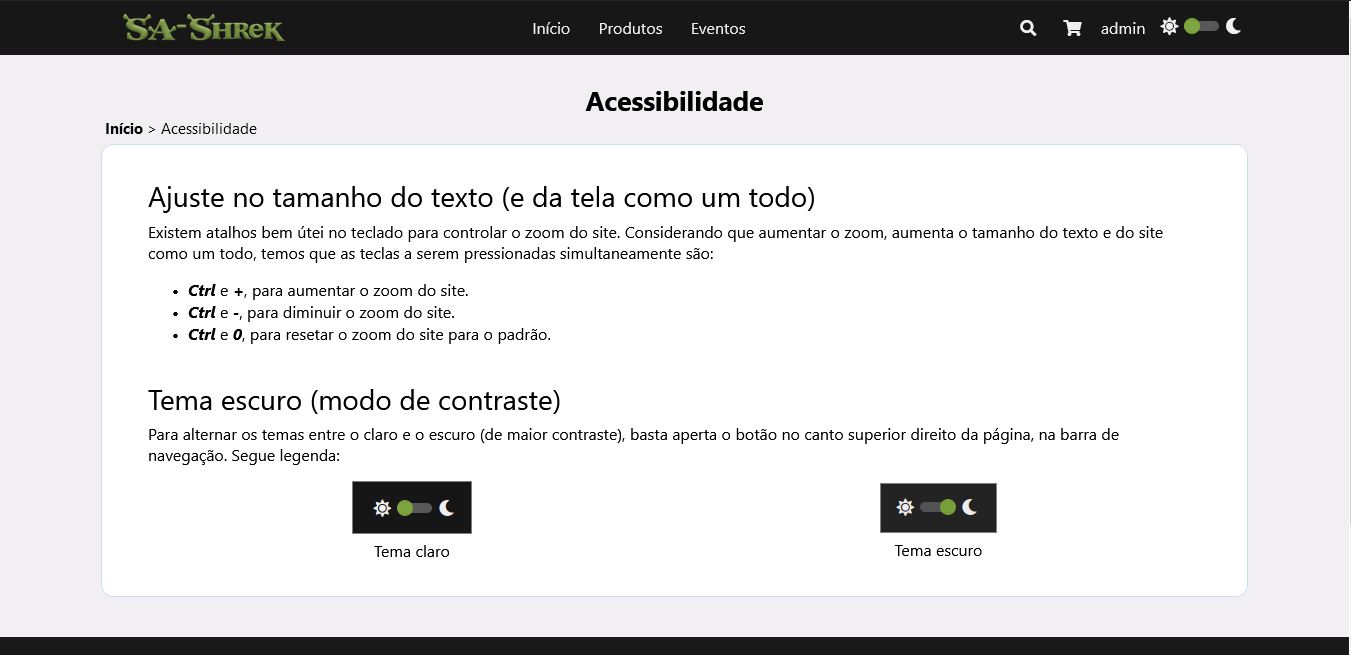 SA-SHREK
Início Produtos Eventos admin
Acessibilidade
Início > Acessibilidade
Ajuste no tamanho do texto (e da tela como um todo)
Existem atalhos bem útei no teclado para controlar o zoom do site. Considerando que aumentar o zoom, aumenta o tamanho do texto e do site
como um todo, temos que as teclas a serem pressionadas simultaneamente são:
• Ctrl e +, para aumentar o zoom do site.
• Ctrl e -, para diminuir o zoom do site.
• Ctrl e 0, para resetar o zoom do site para o padrão.
Tema escuro (modo de contraste)
Para alternar os temas entre o claro e o escuro (de maior contraste), basta aperta o botão no canto superior direito da página, na barra de
navegação. Segue legenda:
Tema claro
Tema escuro